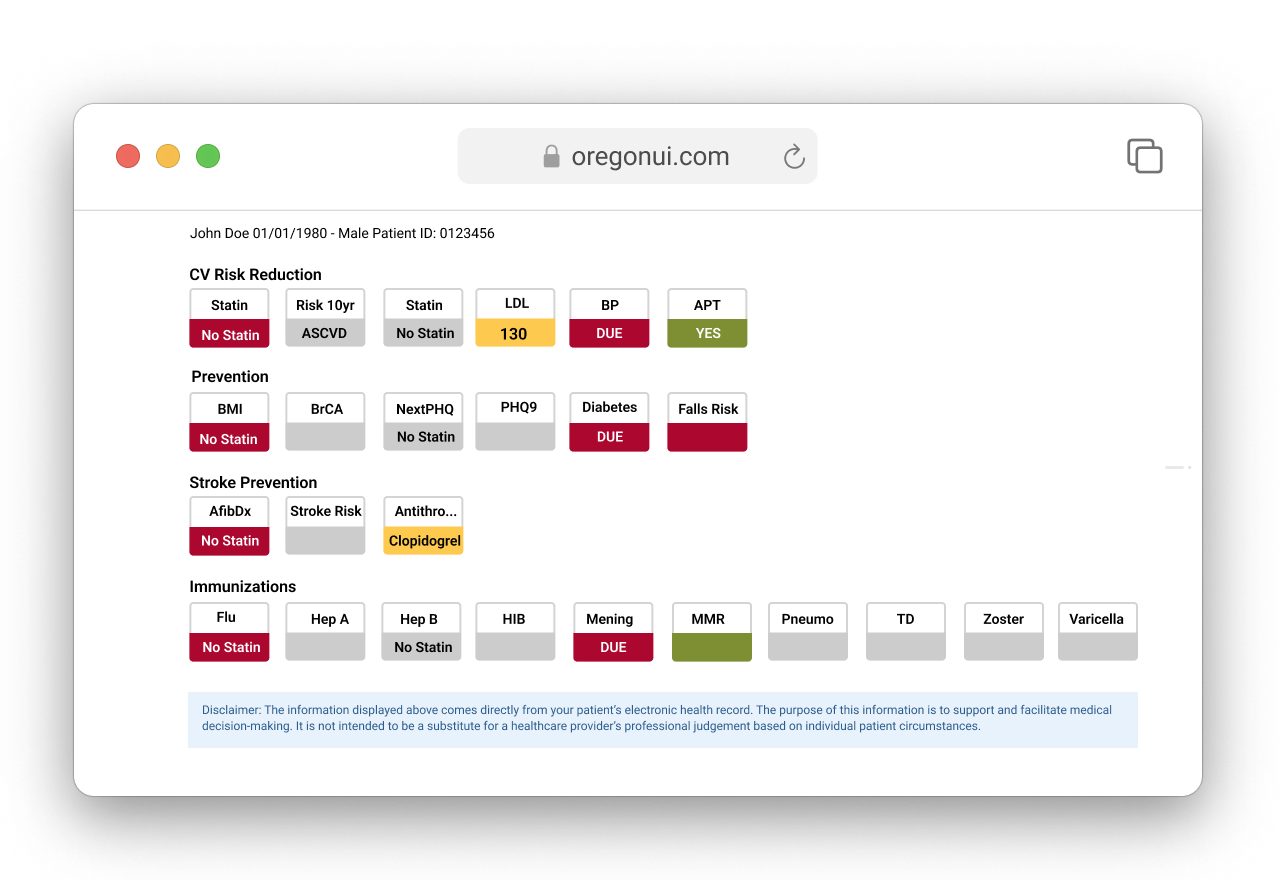 oregonui.com
John Doe 01/01/1980 - Male Patient ID: 0123456
CV Risk Reduction
Statin Risk 10yr Statin LDL BP APT
No Statin ASCVD No Statin 130 DUE YES
Prevention
BMI BrCA NextPHQ PHQ9 Diabetes Falls Risk
No Statin No Statin DUE
Stroke Prevention
AfibDx Stroke Risk Antithro...
No Statin Clopidogrel
Immunizations
Flu Hep A Hep B HIB Mening MMR Pneumo TD Zoster Varicella
No Statin No Statin DUE
Disclaimer: The information displayed above comes directly from your patient’s electronic health record. The purpose of this information is to support and facilitate medical
decision-making. It is not intended to be a substitute for a healthcare provider’s professional judgement based on individual patient circumstances.